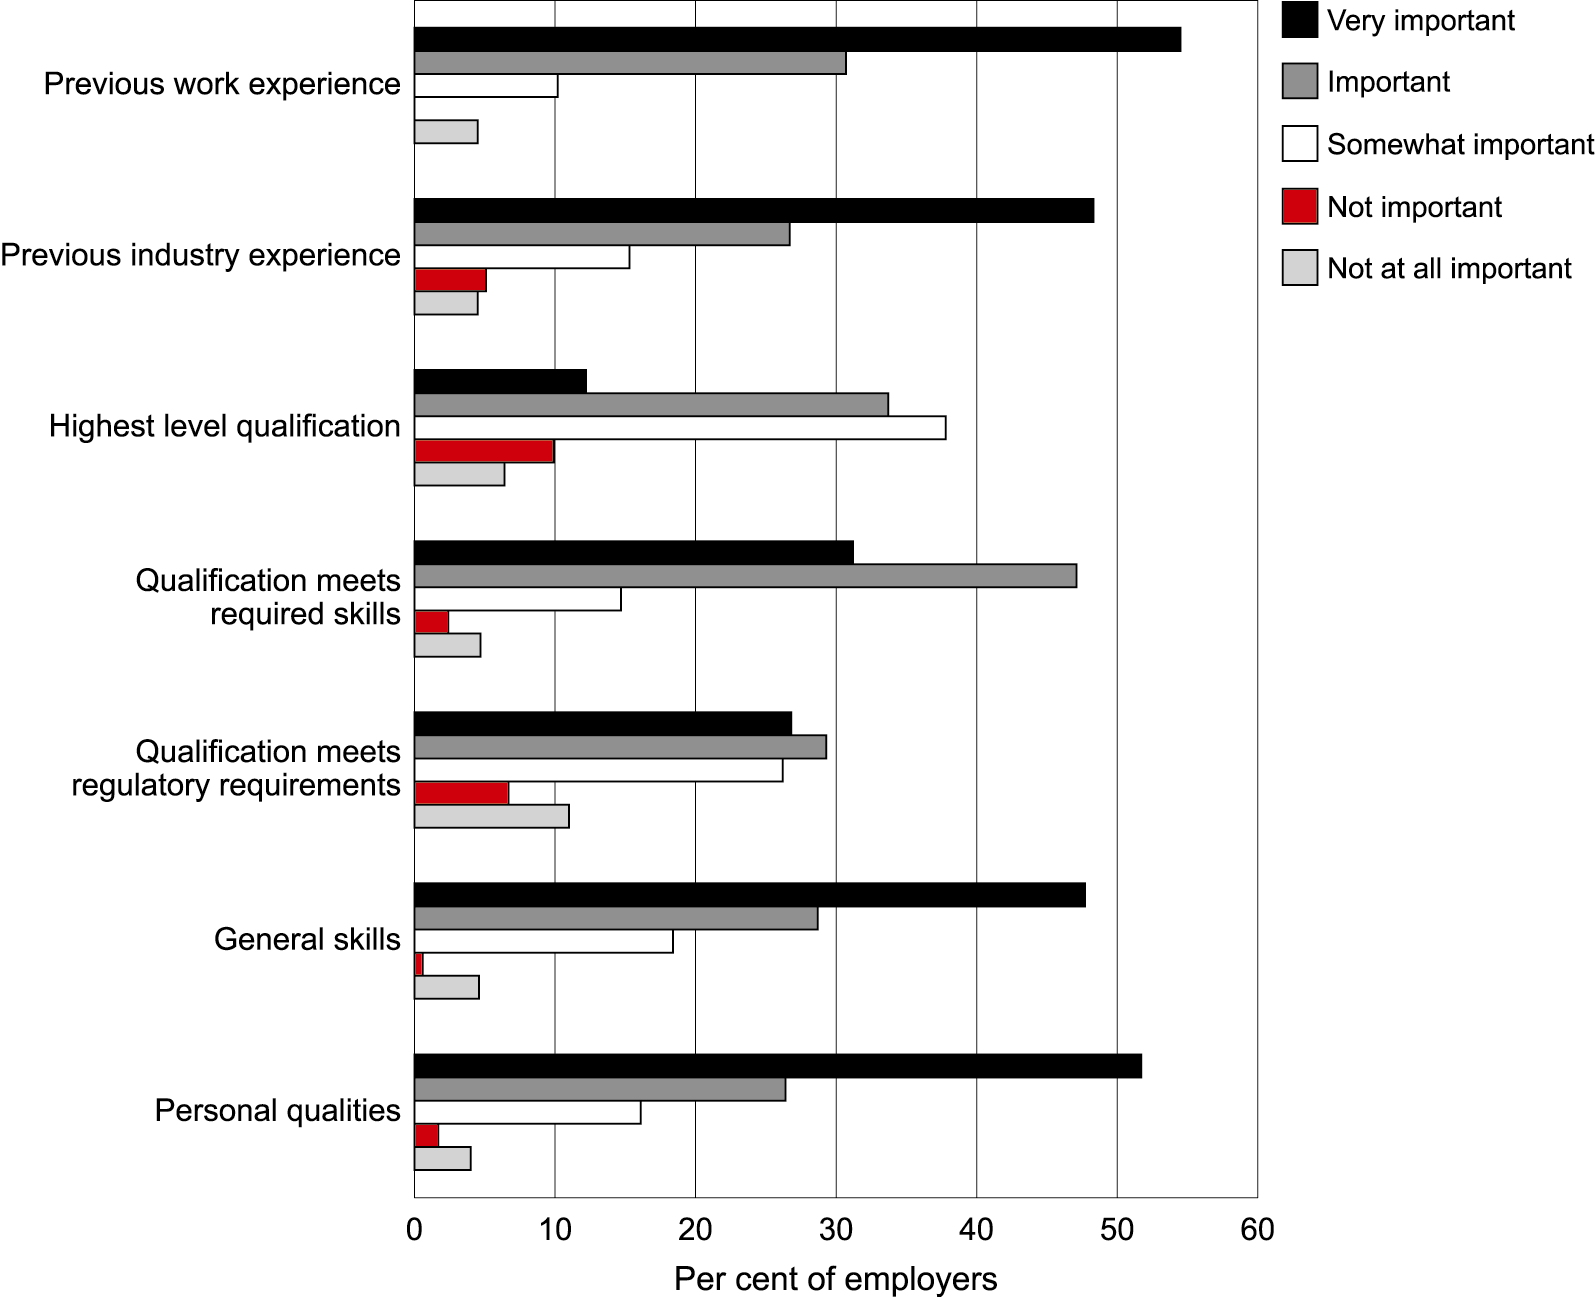 Very important
Important
Somewhat important
Not important
Not at all important
Previous work experience
Previous industry experience
Highest level qualification
Qualification meets
required skills
Qualification meets
regulatory requirements
General skills
Personal qualities
0 10 20 30 40 50 60
Per cent of employers